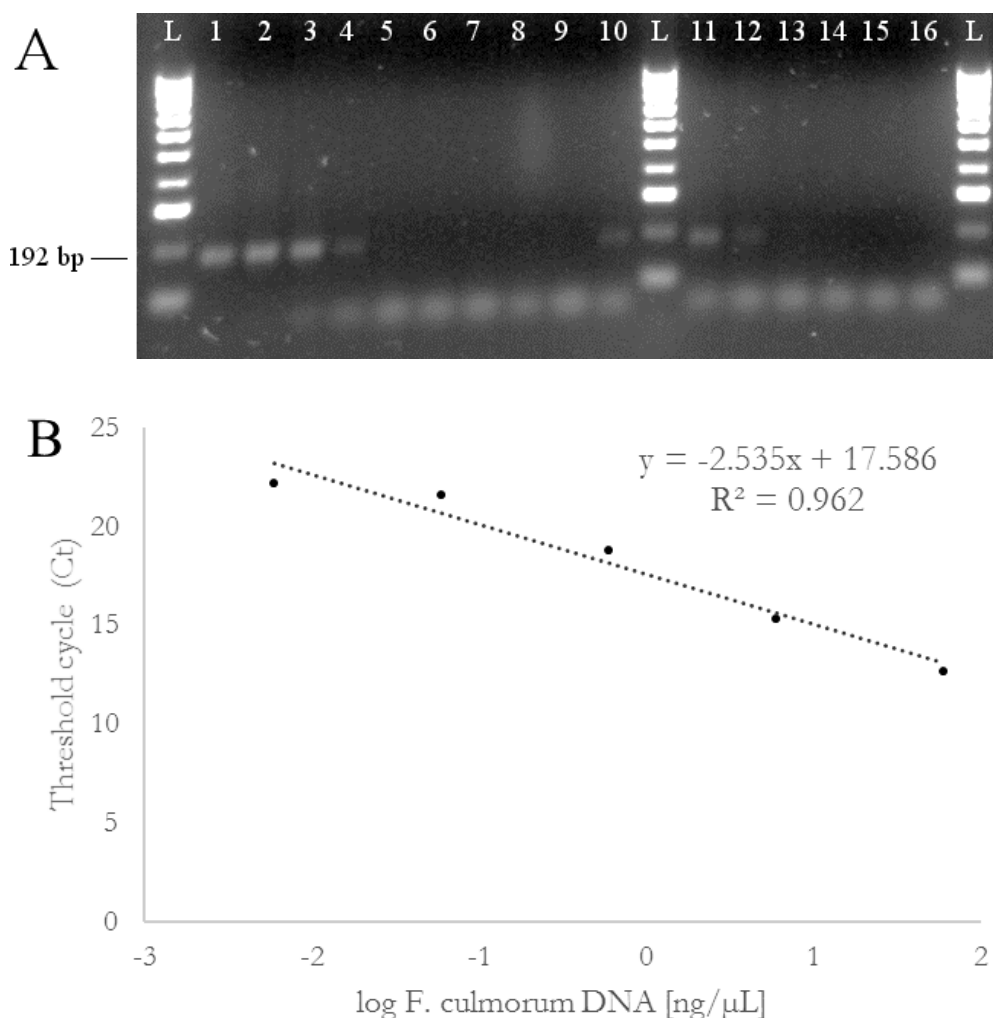 A
L 1 2 3 4 5 6 7 8 9 10 L 11 12 13 14 15 16 L
192 bp
B
25
20
15
10
5
0
y = -2.535x + 17.586
R² = 0.962
Threshold cycle (Ct)
-3 -2 -1 0 1 2
log F. culmorum DNA [ng/μL]